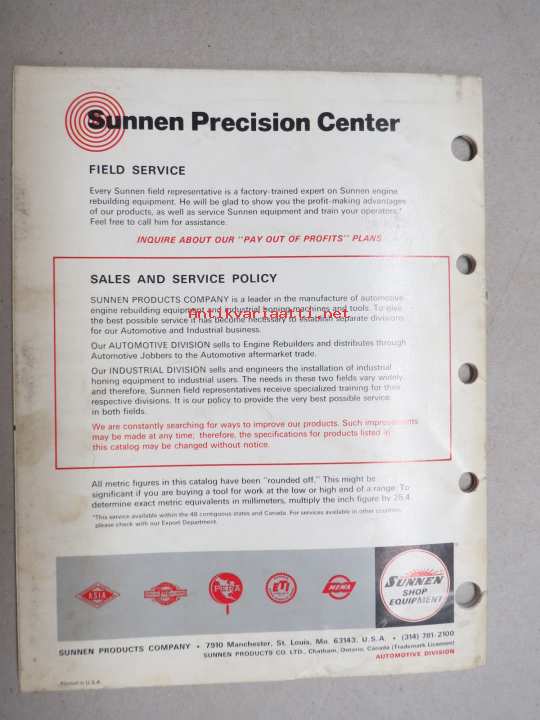 Sunnen Precision Center
FIELD SERVICE
Every Sunnen field representative is a factory-trained expert on Sunnen engine
rebuilding equipment. He will be glad to show you the profit-making advantages
of our products, as well as service Sunnen equipment and train your operators.*
Feel free to call him for assistance.
INQUIRE ABOUT OUR "PAY OUT OF PROFITS" PLANS
SALES AND SERVICE POLICY
SUNNEN PRODUCTS COMPANY is a leader in the manufacture of automotive
engine rebuilding equipment and industrial honing machines and tools. To give
antikvariaatti.net
the best possible service it has become necessary to establish separate divisions
for our Automotive and Industrial business.
Our AUTOMOTIVE DIVISION sells to Engine Rebuilders and distributes through
Automotive Jobbers to the Automotive aftermarket trade.
Our INDUSTRIAL DIVISION sells and engineers the installation of industrial
honing equipment to industrial users. The needs in these two fields vary widely
and therefore, Sunnen field representatives receive specialized training for their
respective divisions. It is our policy to provide the very best possible service
in both fields.
We are constantly searching for ways to improve our products. Such improvements
may be made at any time; therefore, the specifications for products listed in
this catalog may be changed without notice.
All metric figures in this catalog have been "rounded off." This might be
significant if you are buying a tool for work at the low or high end of a range. To
determine exact metric equivalents in millimeters, multiply the inch figure by 25.4.
*This service available within the 48 contiguous states and Canada. For services available in other countries,
please check with our Export Department.
ASIA
PERA
ETI
MEMA
SUNNEN
SHOP
EQUIPMENT
SUNNEN PRODUCTS COMPANY • 7910 Manchester, St. Louis, Mo. 63143, U.S.A. • (314) 781-2100
SUNNEN PRODUCTS CO. LTD., Chatham, Ontario, Canada (Trademark Licensee)
AUTOMOTIVE DIVISION
Printed in U.S.A.